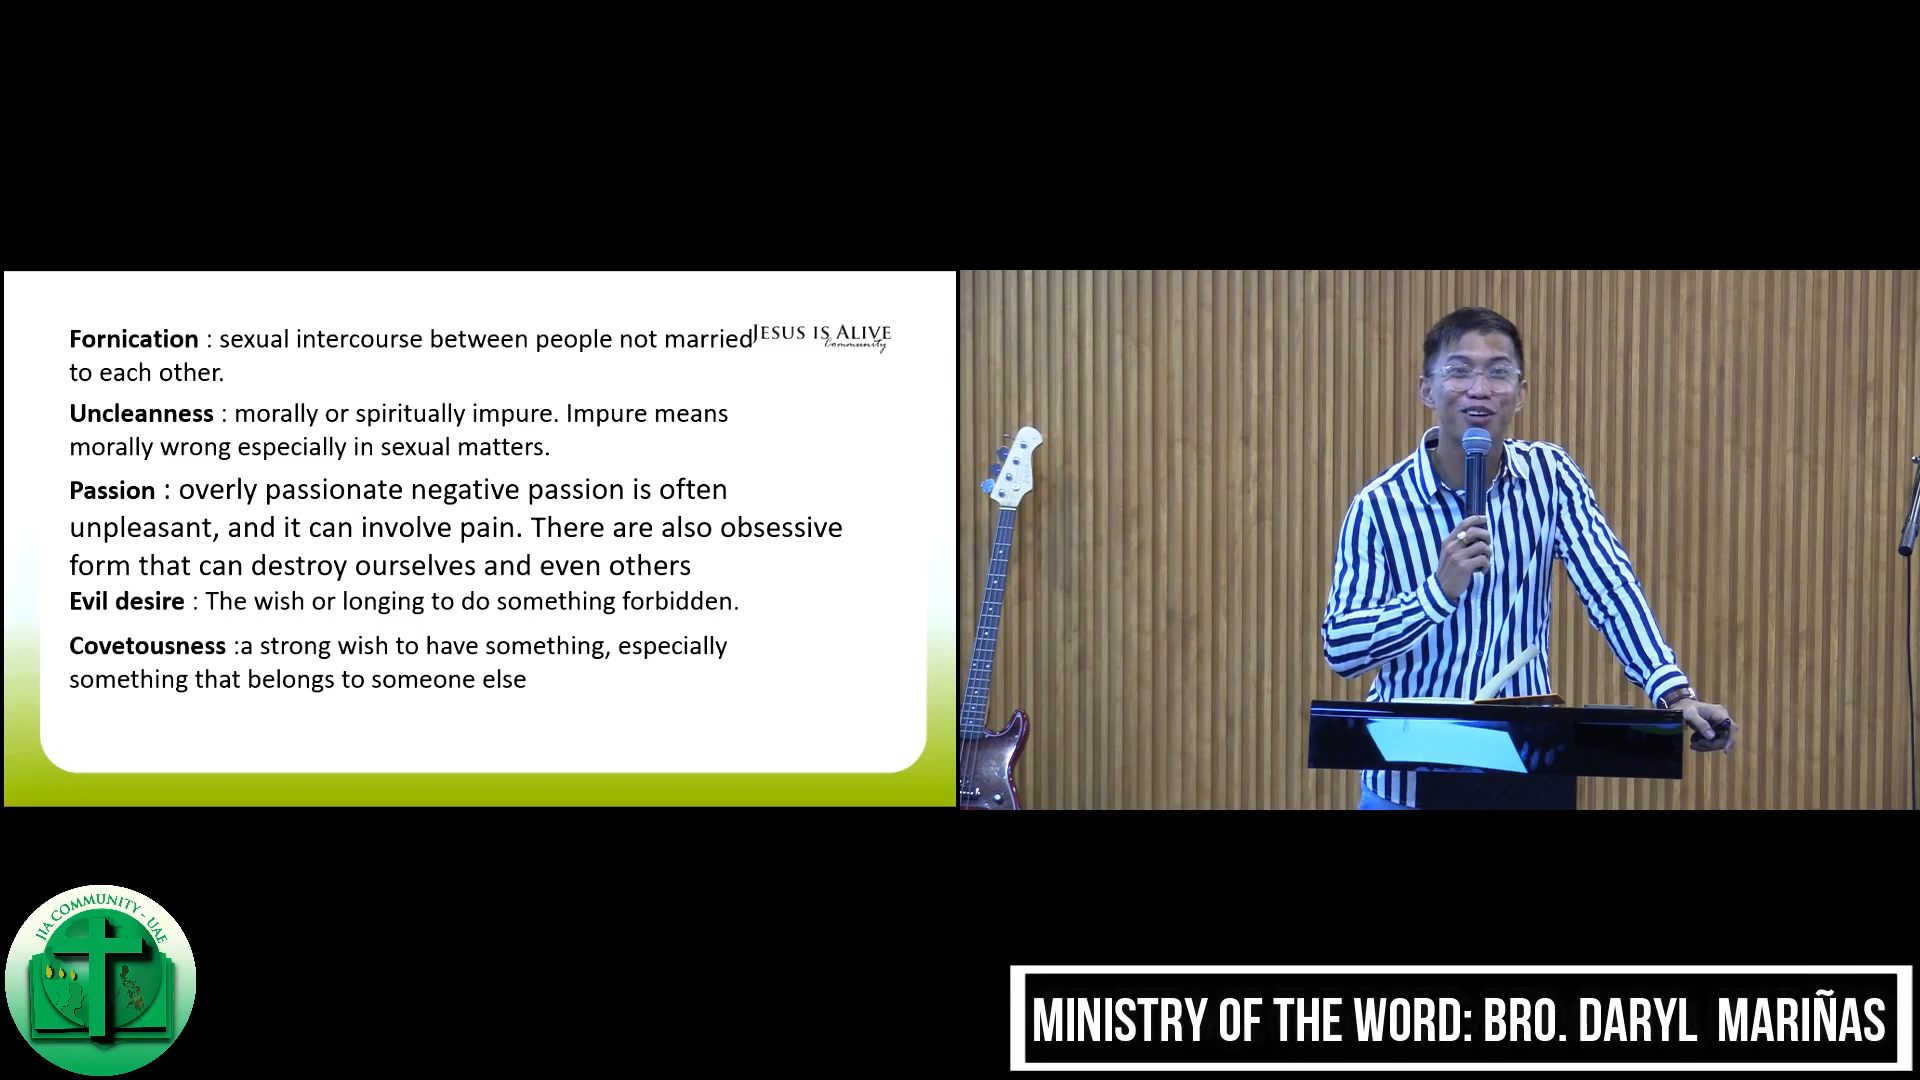 Fornication : sexual intercourse between people not married
to each other.
JESUS IS ALIVE
Community
Uncleanness : morally or spiritually impure. Impure means
morally wrong especially in sexual matters.
Passion : overly passionate negative passion is often
unpleasant, and it can involve pain. There are also obsessive
form that can destroy ourselves and even others
Evil desire : The wish or longing to do something forbidden.
Covetousness :a strong wish to have something, especially
something that belongs to someone else
JIA COMMUNITY - UAE
MINISTRY OF THE WORD: BRO. DARYL MARIÑAS